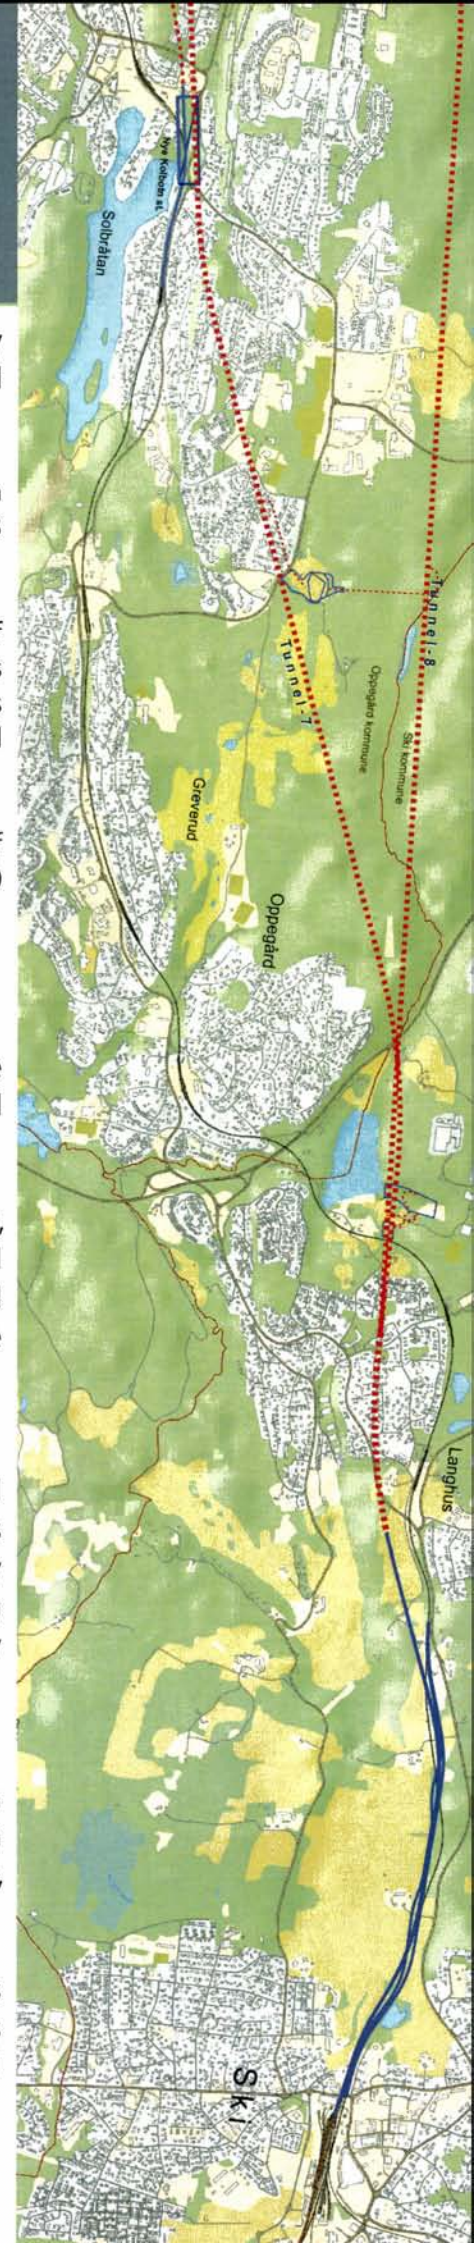 Nye Kolbotn st.
Solbråtan
Tunnel-8
Tunnel-7
Oppegård kommune
Ski kommune
Greverud
Oppegård
Langhus
Ski